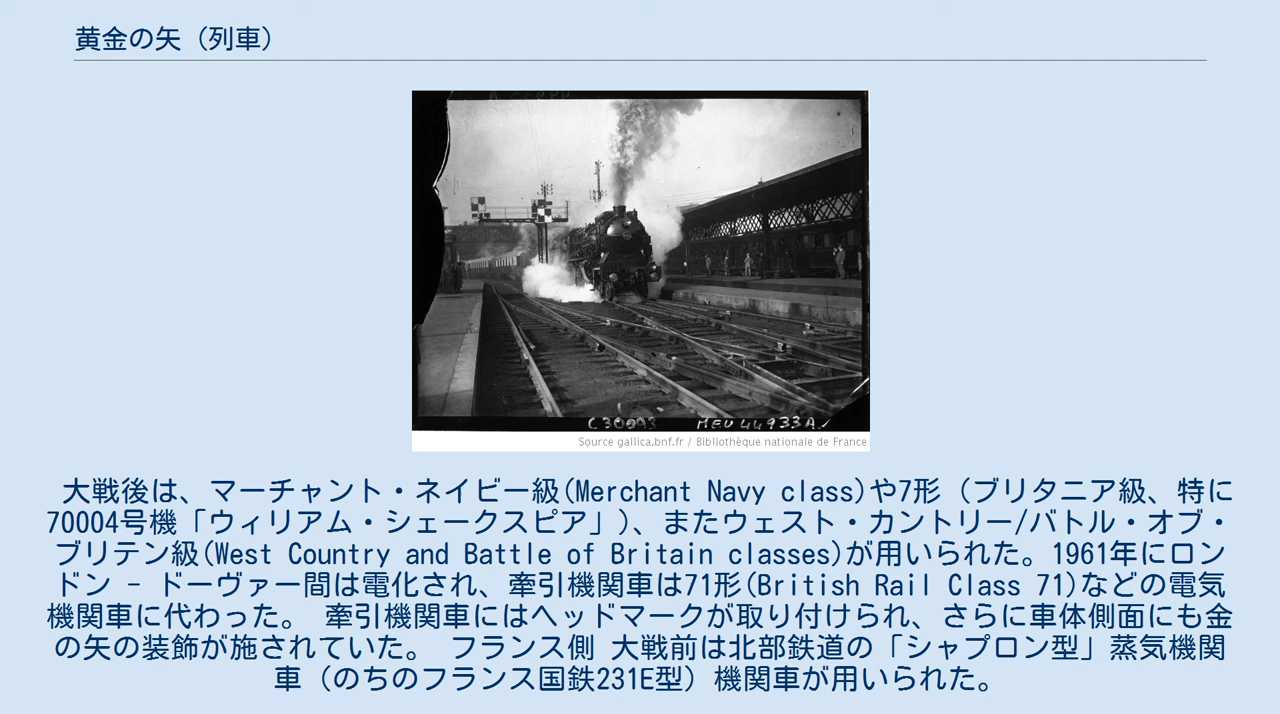 黄金の矢（列車）
C30093 MEU 44933A
Source gallica.bnf.fr / Bibliothèque nationale de France
大戦後は、マーチャント・ネイビー級(Merchant Navy class)や7形（ブリタニア級、特に
70004号機「ウィリアム・シェークスピア」）、またウェスト・カントリー/バトル・オブ・
ブリテン級(West Country and Battle of Britain classes)が用いられた。1961年にロン
ドン - ドーヴァー間は電化され、牽引機関車は71形(British Rail Class 71)などの電気
機関車に代わった。 牽引機関車にはヘッドマークが取り付けられ、さらに車体側面にも金
の矢の装飾が施されていた。 フランス側 大戦前は北部鉄道の「シャプロン型」蒸気機関
車（のちのフランス国鉄231E型）機関車が用いられた。